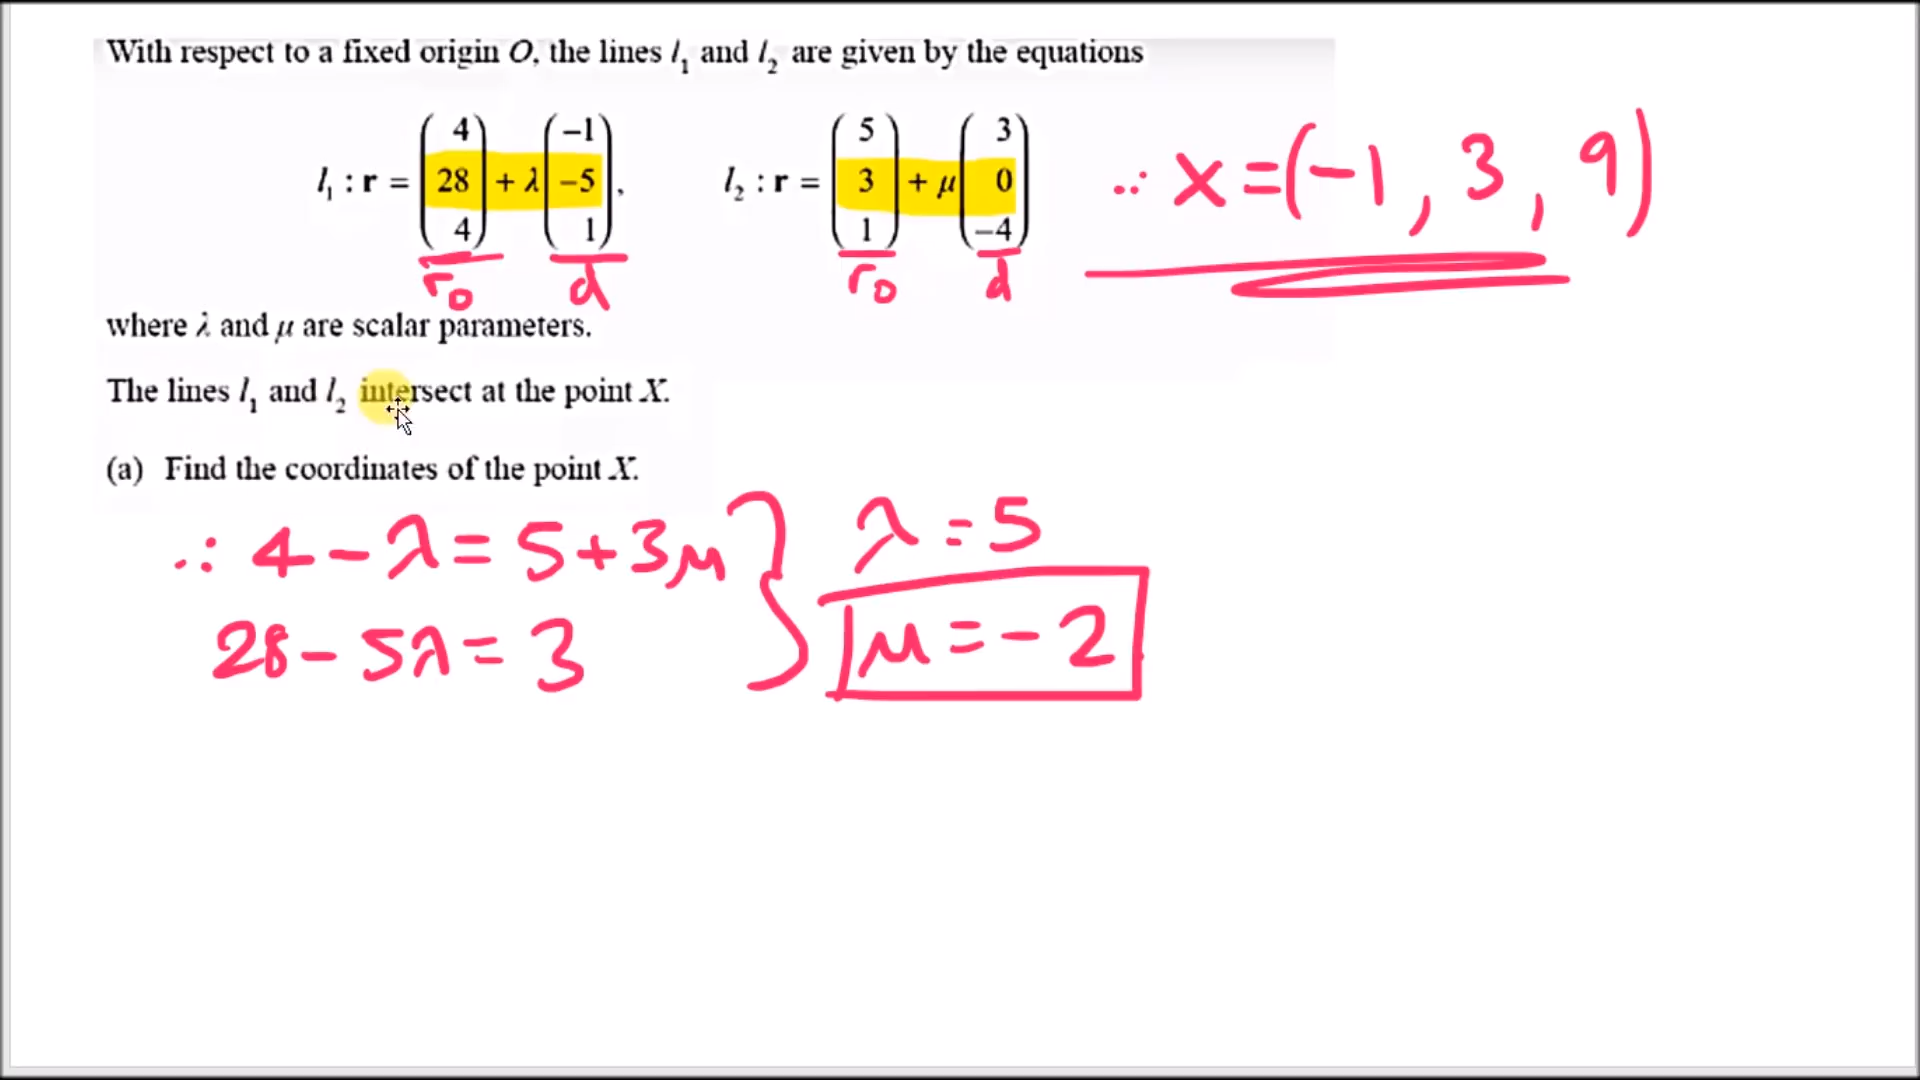 With respect to a fixed origin O, the lines l₁ and l₂ are given by the equations
l₁ : r = (4 28 4) + λ (−1 −5 1), l₂ : r = (5 3 1) + μ (3 0 −4)
∴ x = (−1, 3, 9)
r₀ d r₀ d
where λ and μ are scalar parameters.
The lines l₁ and l₂ intersect at the point X.
(a) Find the coordinates of the point X.
∴ 4 − λ = 5 + 3μ } λ = 5
28 − 5λ = 3 μ = −2